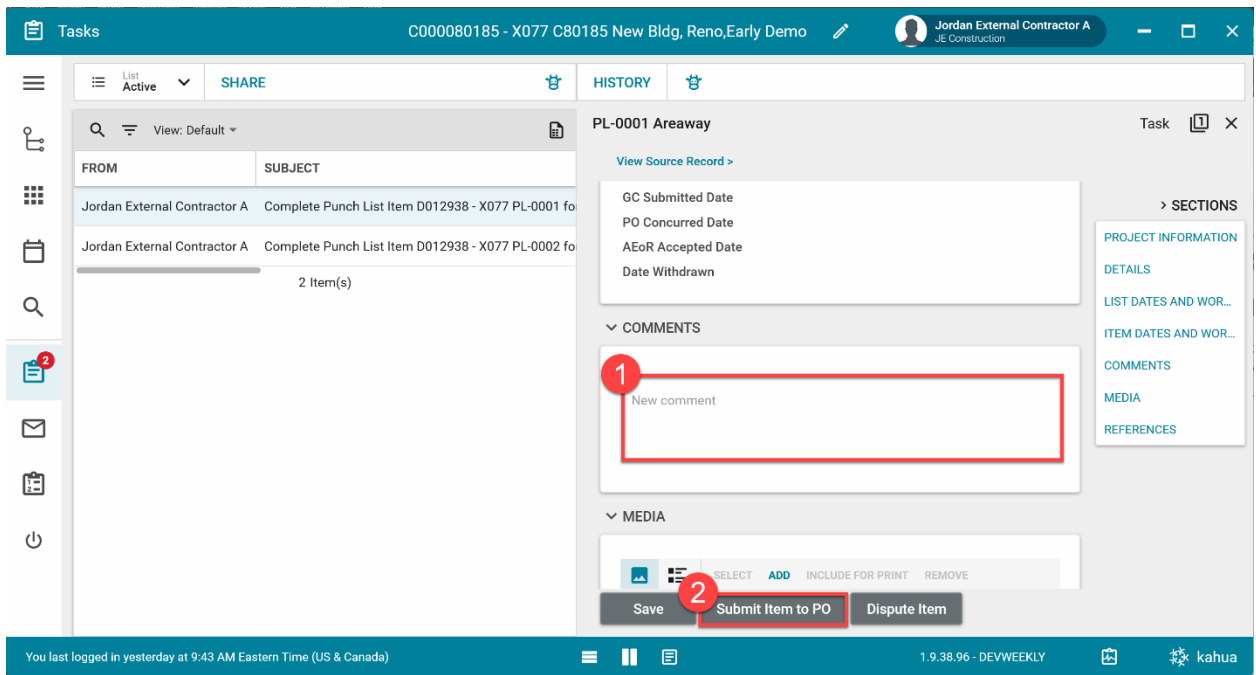 Tasks
C000080185 - X077 C80185 New Bldg, Reno,Early Demo
Jordan External Contractor A
JE Construction
List
Active
SHARE
HISTORY
View: Default
FROM
SUBJECT
Jordan External Contractor A
Complete Punch List Item D012938 - X077 PL-0001 fo
Jordan External Contractor A
Complete Punch List Item D012938 - X077 PL-0002 fo
2 Item(s)
2
PL-0001 Areaway
Task
1
View Source Record >
GC Submitted Date
PO Concurred Date
AEoR Accepted Date
Date Withdrawn
COMMENTS
1
New comment
MEDIA
SELECT
ADD
INCLUDE FOR PRINT
REMOVE
2
Save
Submit Item to PO
Dispute Item
> SECTIONS
PROJECT INFORMATION
DETAILS
LIST DATES AND WOR...
ITEM DATES AND WOR...
COMMENTS
MEDIA
REFERENCES
You last logged in yesterday at 9:43 AM Eastern Time (US & Canada)
1.9.38.96 - DEVWEEKLY
kahua